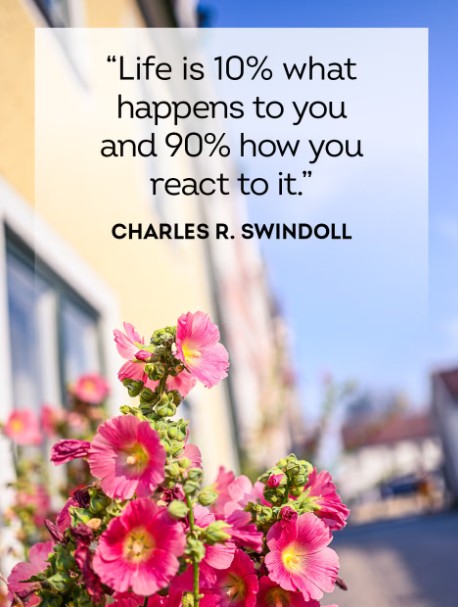 “Life is 10% what
happens to you
and 90% how you
react to it.”
CHARLES R. SWINDOLL